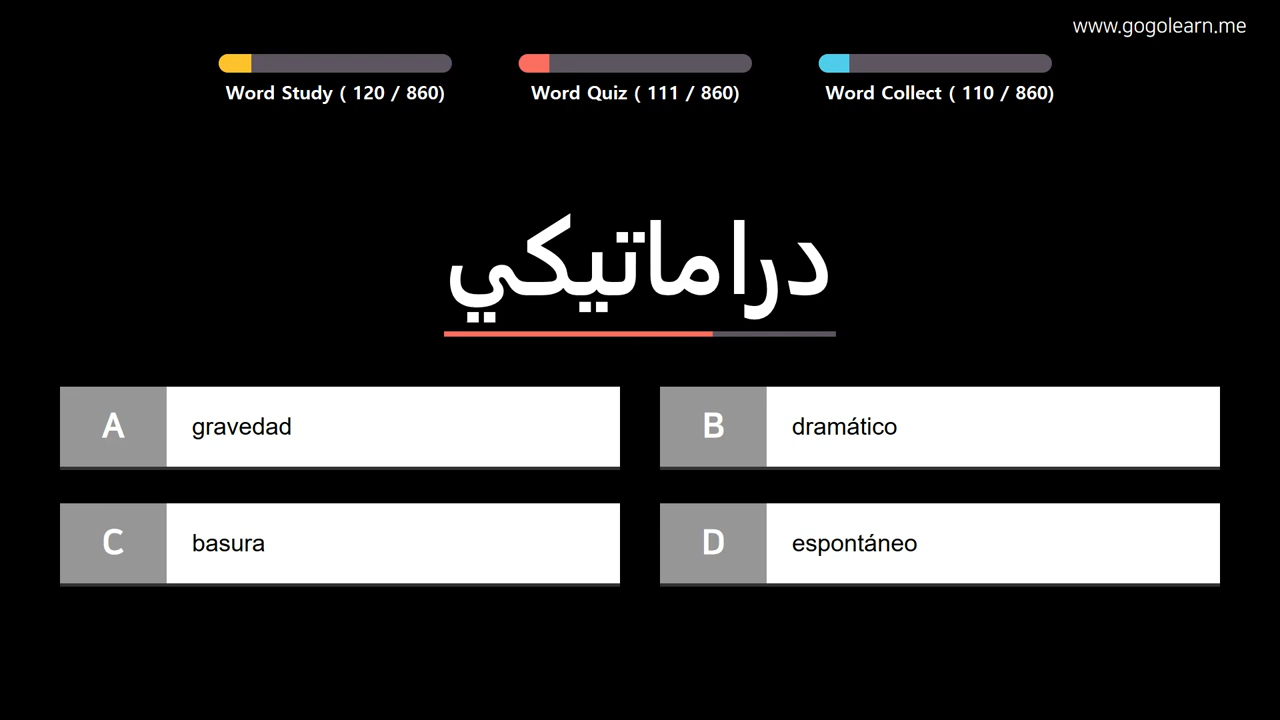 www.gogolearn.me
Word Study ( 120 / 860)
Word Quiz ( 111 / 860)
Word Collect ( 110 / 860)
دراماتيكي
A gravedad
B dramático
C basura
D espontáneo